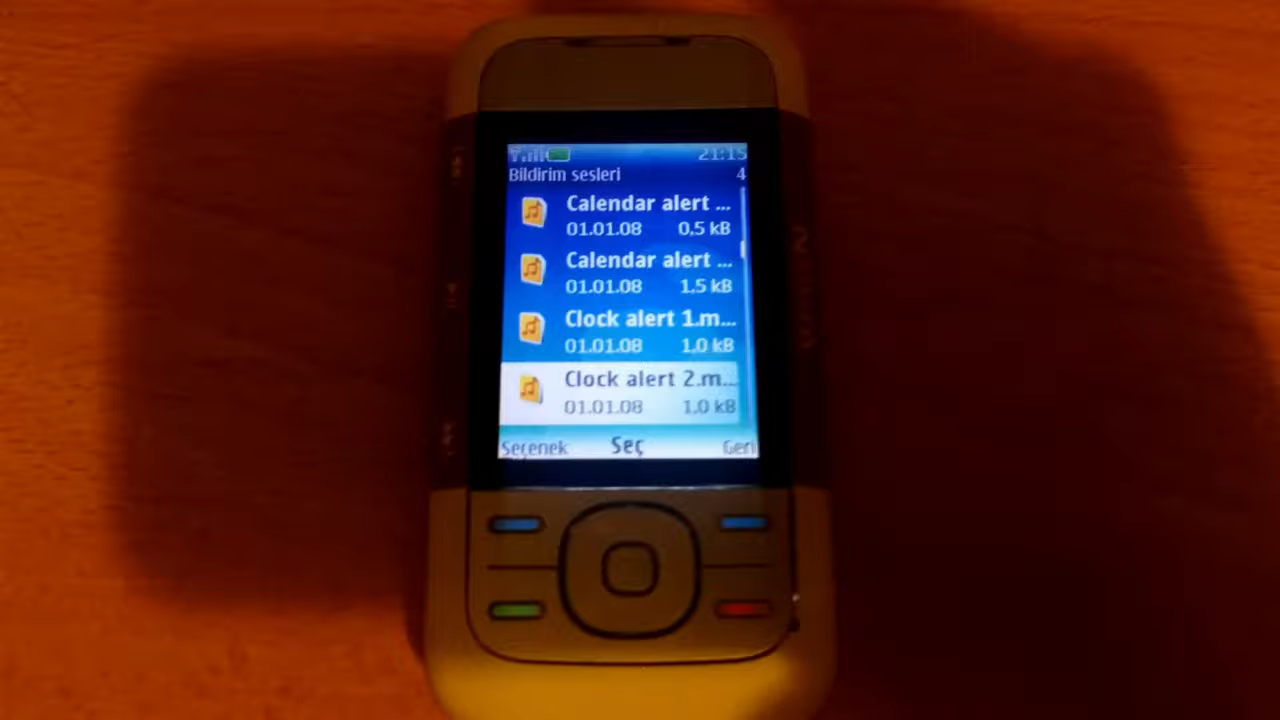 21:15
Bildirim sesleri 4
Calendar alert ...
01.01.08 0,5 kB
Calendar alert ...
01.01.08 1,5 kB
Clock alert 1.m...
01.01.08 1,0 kB
Clock alert 2.m...
01.01.08 1,0 kB
Seçenek Seç Geri